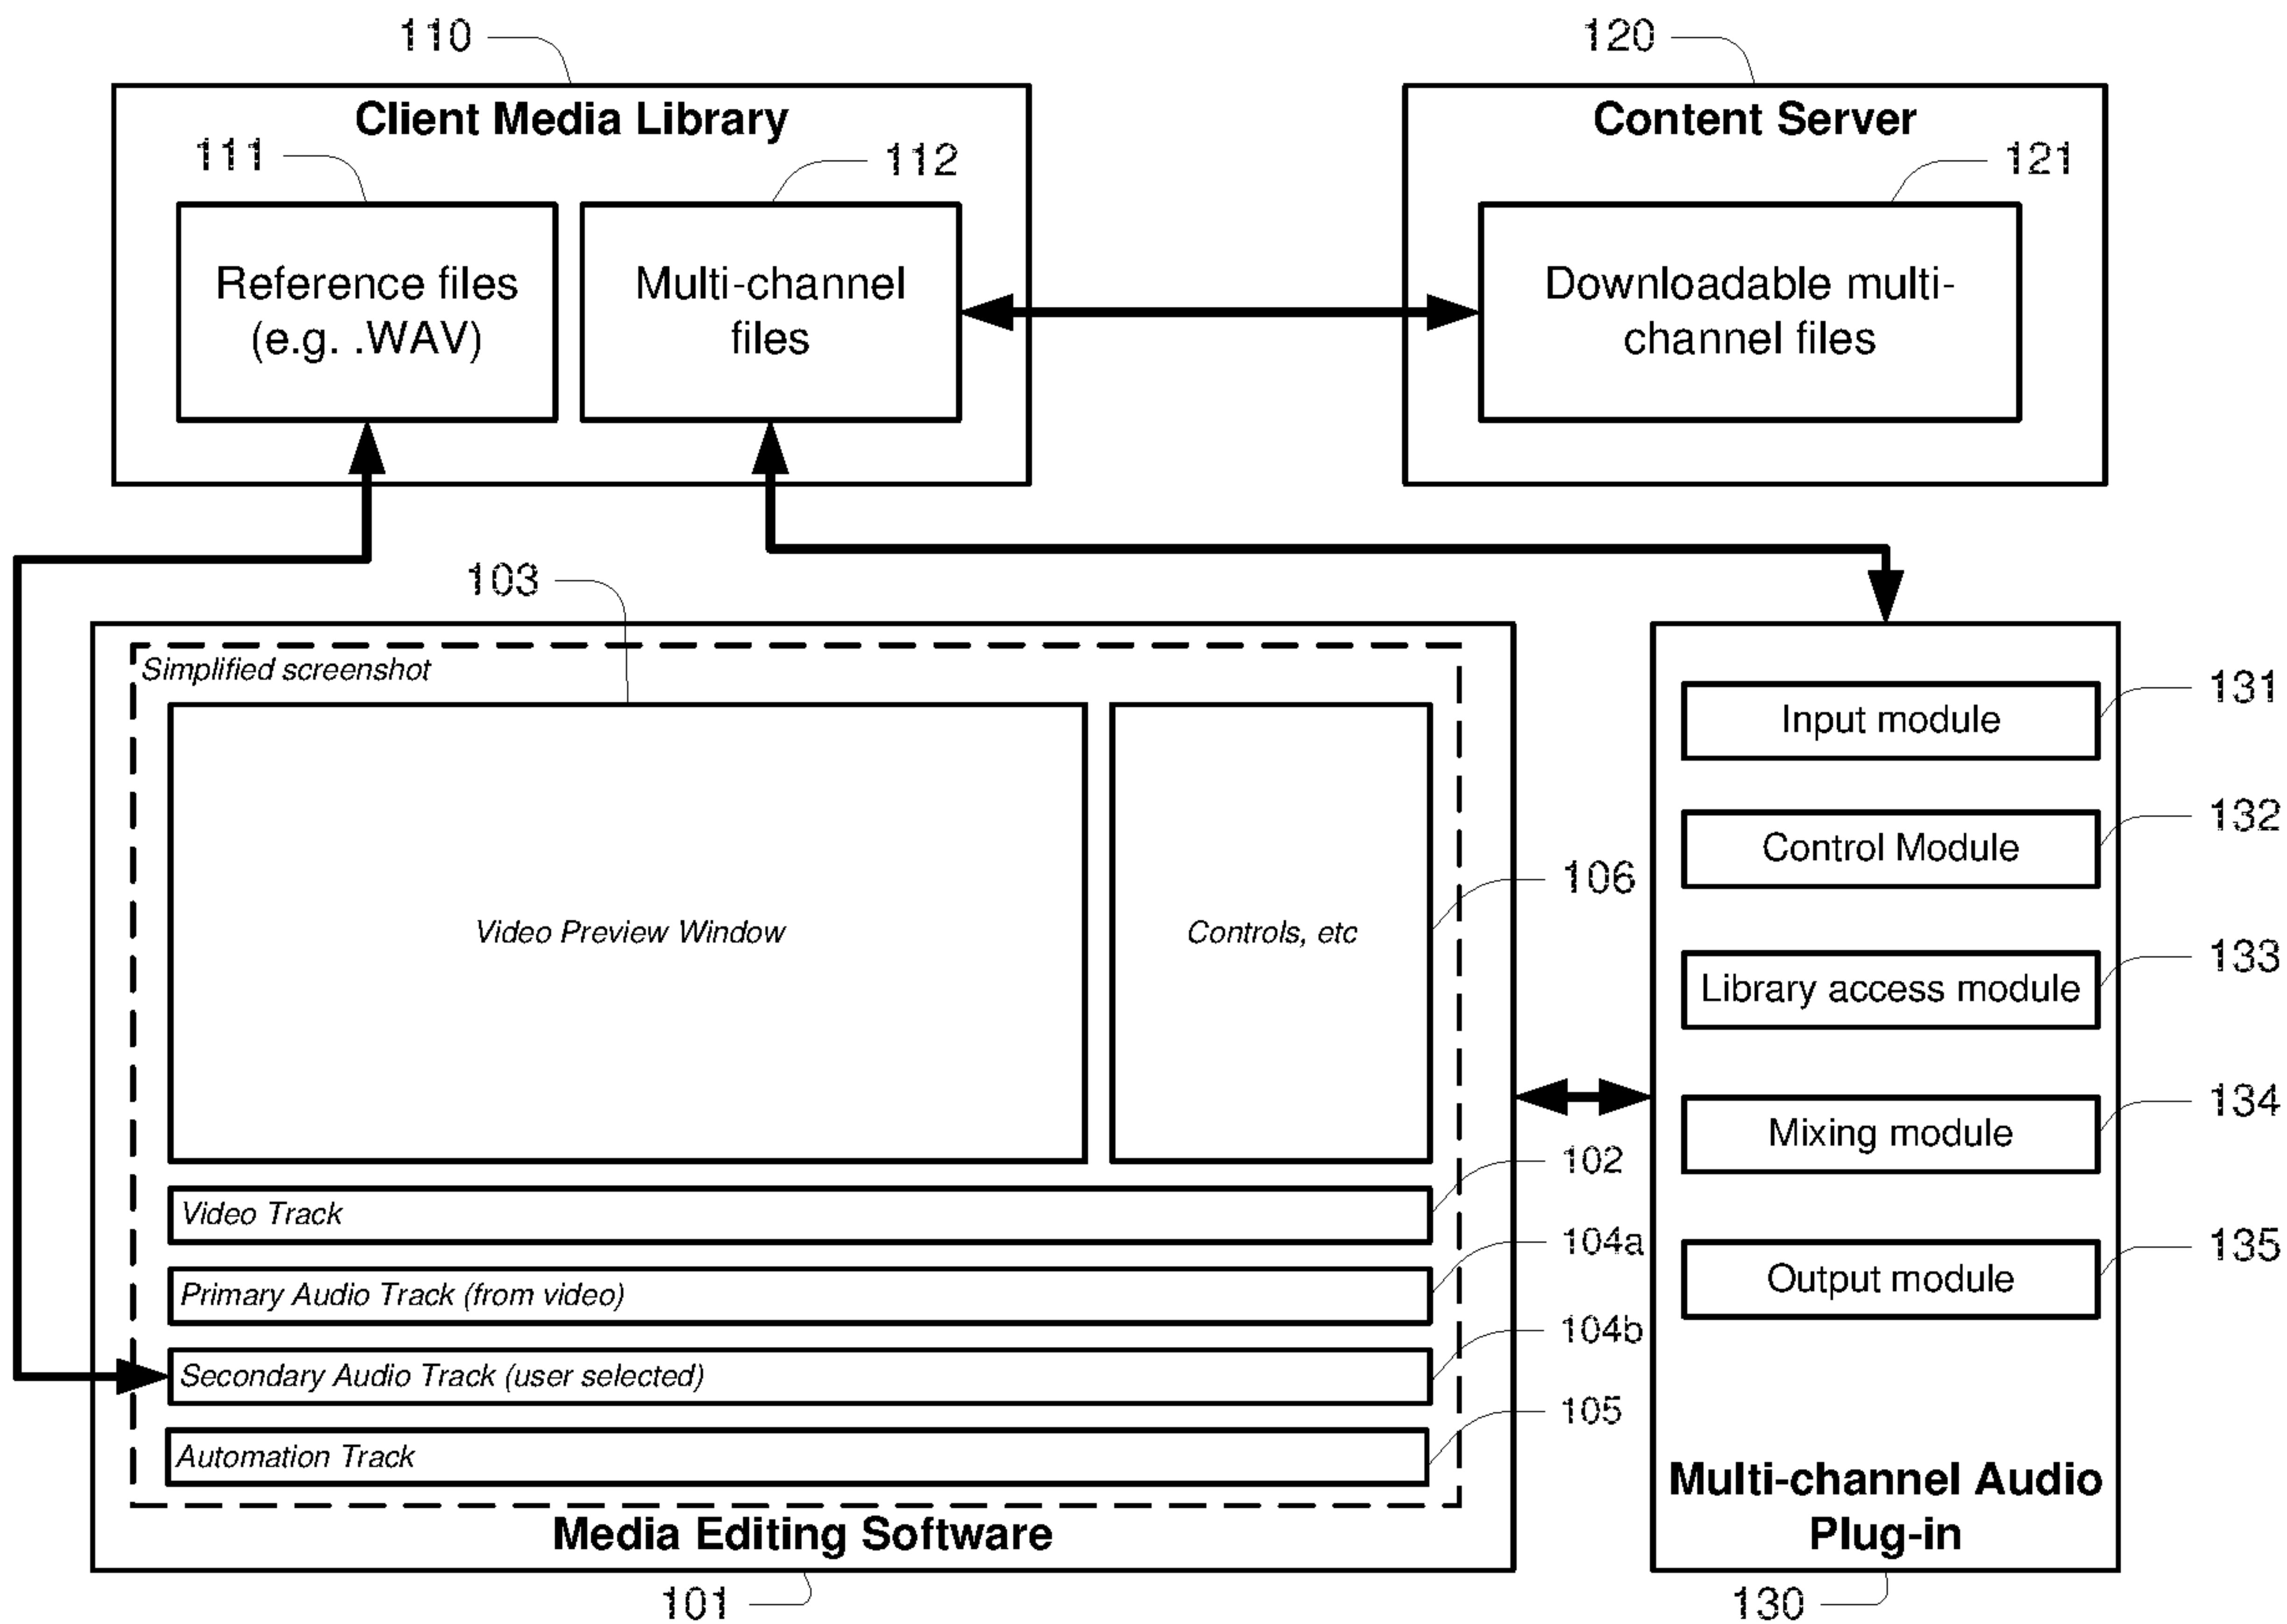 110
120
Client Media Library
Content Server
111
112
121
Reference files
(e.g. .WAV)
Multi-channel
files
Downloadable multi-
channel files
103
Simplified screenshot
Video Preview Window
Controls, etc
106
Video Track
102
Primary Audio Track (from video)
104a
Secondary Audio Track (user selected)
104b
Automation Track
105
Media Editing Software
101
Input module
131
Control Module
132
Library access module
133
Mixing module
134
Output module
135
Multi-channel Audio
Plug-in
130